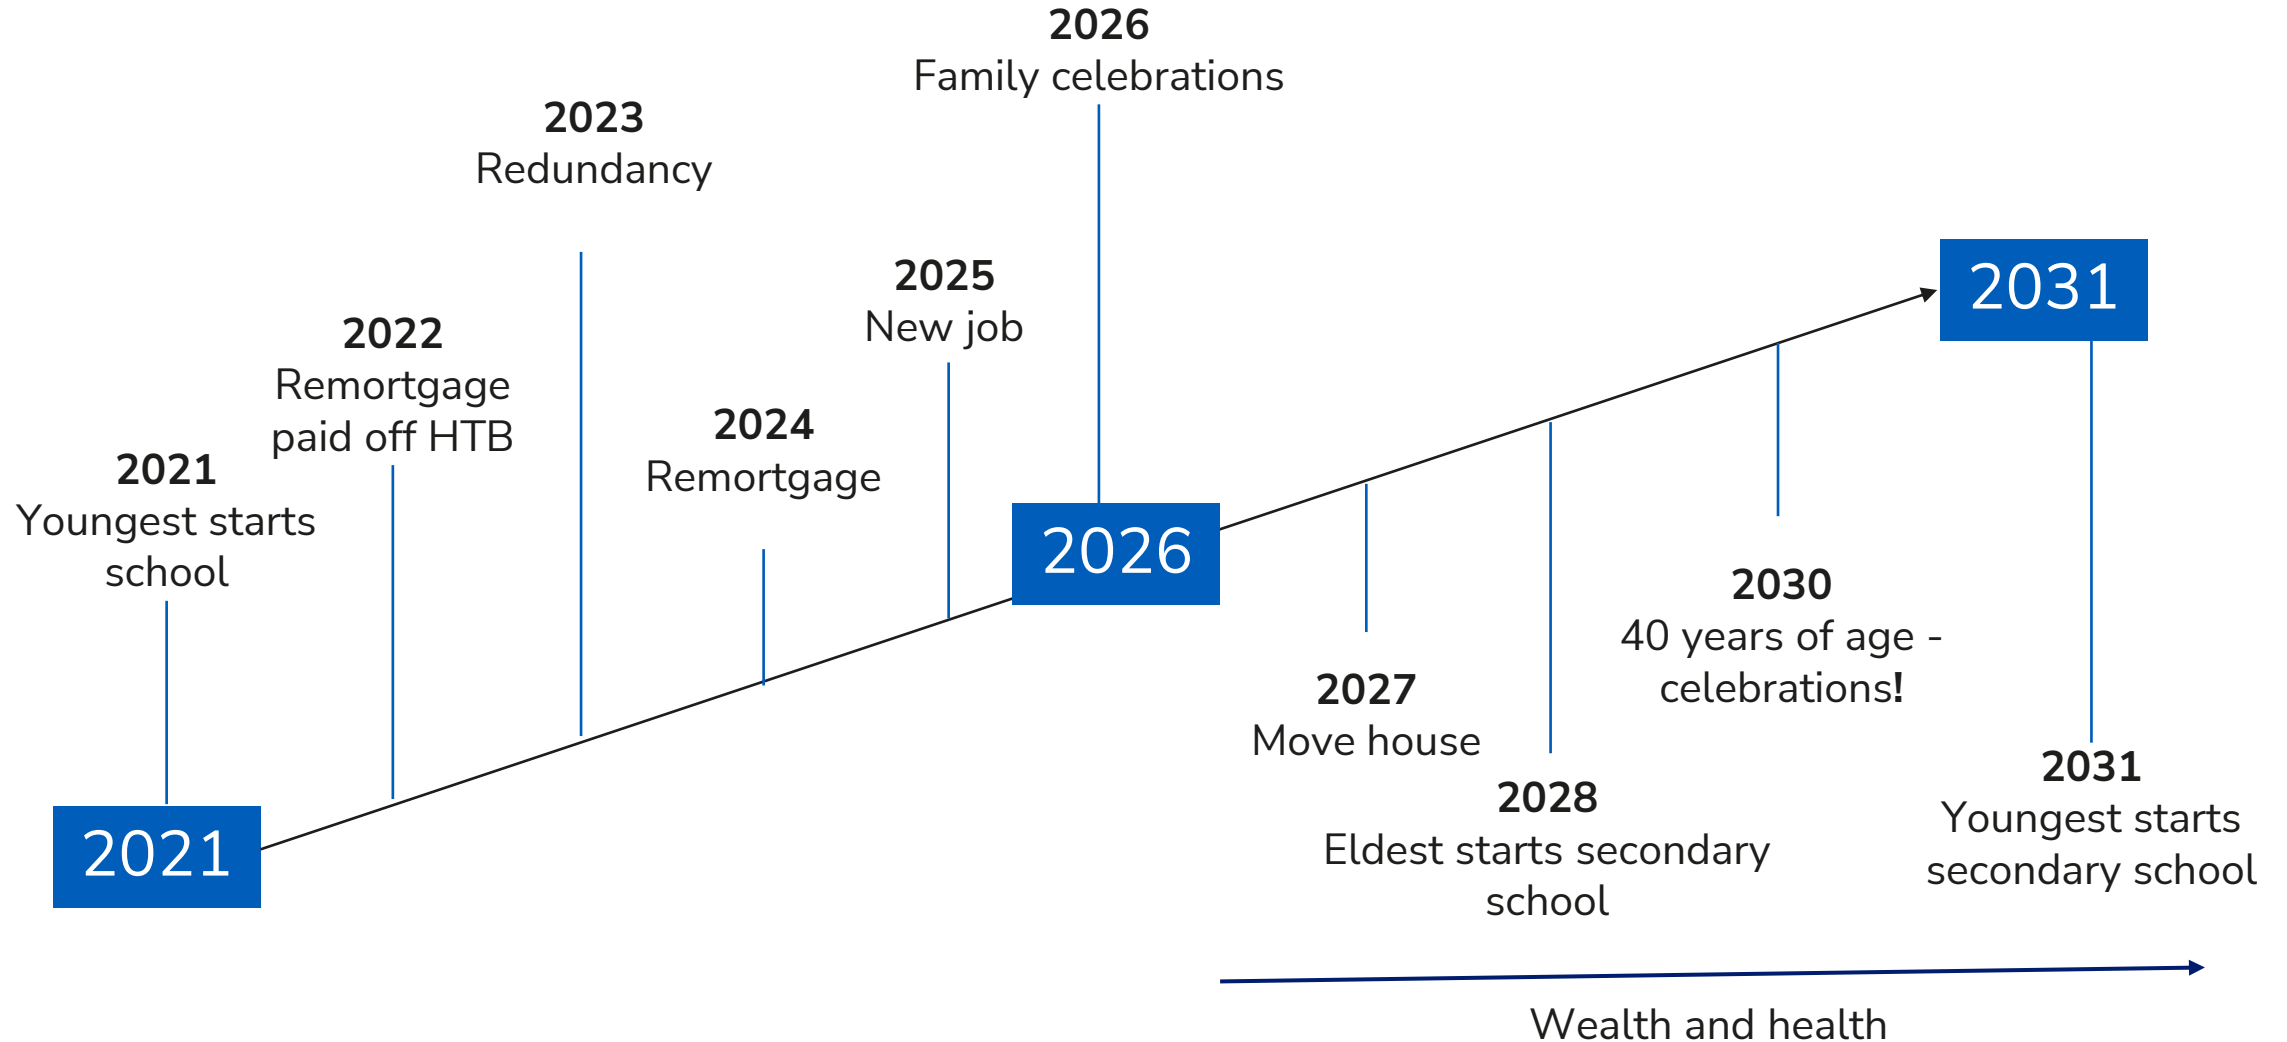 2021
Youngest starts
school
2022
Remortgage
paid off HTB
2023
Redundancy
2024
Remortgage
2025
New job
2026
Family celebrations
2021
2026
2031
2027
Move house
2028
Eldest starts secondary
school
2030
40 years of age -
celebrations!
2031
Youngest starts
secondary school
Wealth and health